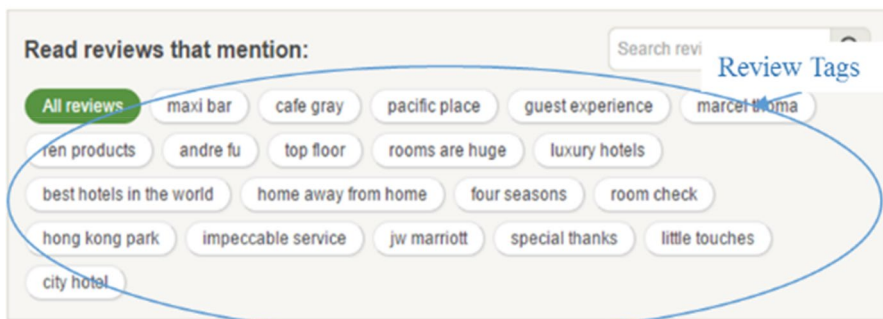 Read reviews that mention:
Search revi
Review Tags
All reviews maxi bar cafe gray pacific place guest experience marcel thoma
ren products andre fu top floor rooms are huge luxury hotels
best hotels in the world home away from home four seasons room check
hong kong park impeccable service jw marriott special thanks little touches
city hotel